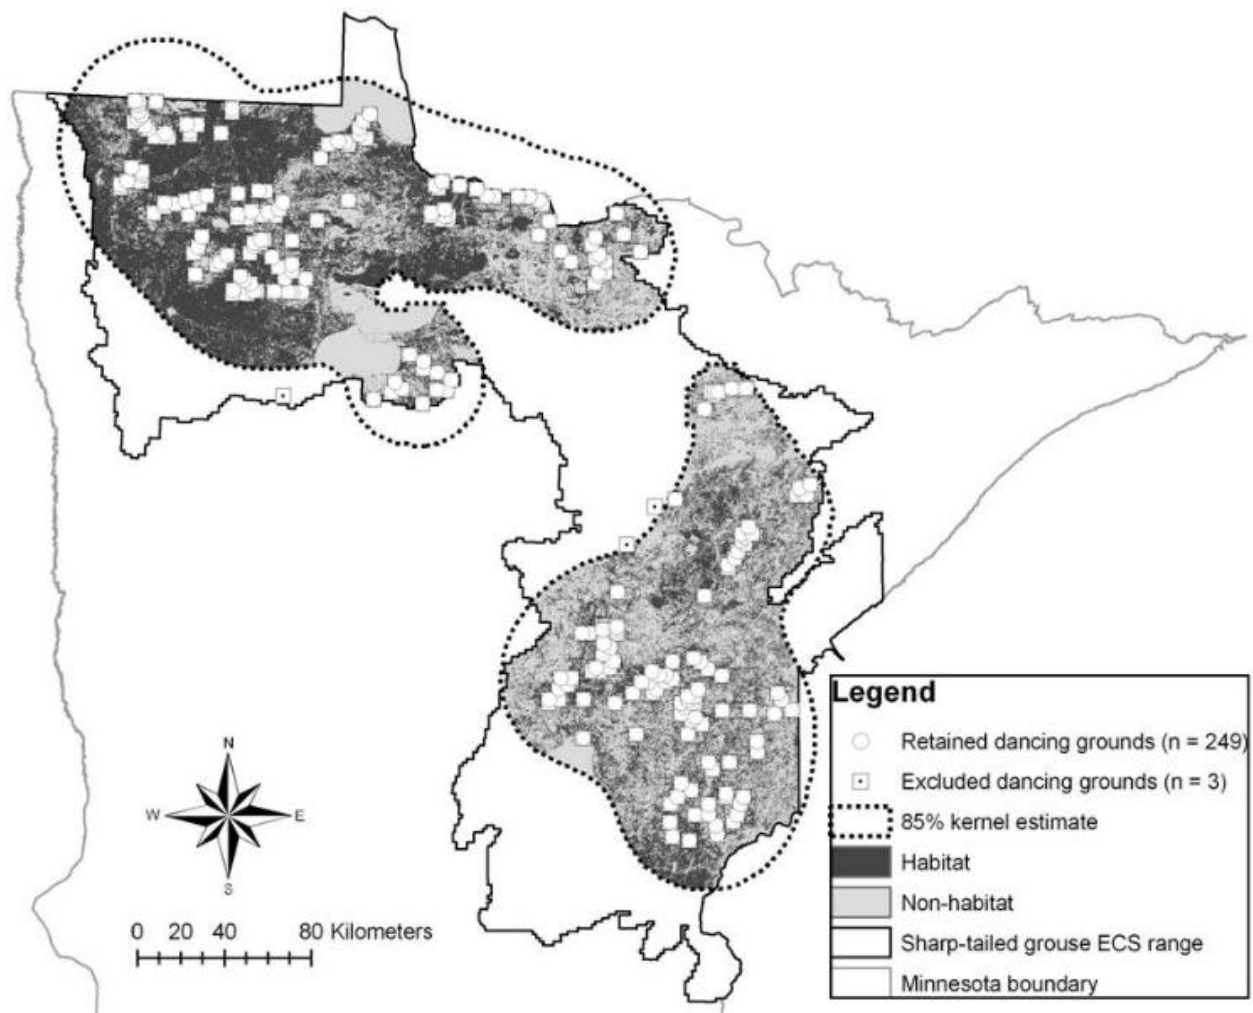 Legend
Retained dancing grounds (n = 249)
Excluded dancing grounds (n = 3)
85% kernel estimate
Habitat
Non-habitat
Sharp-tailed grouse ECS range
Minnesota boundary
N
W E
S
0 20 40 80 Kilometers